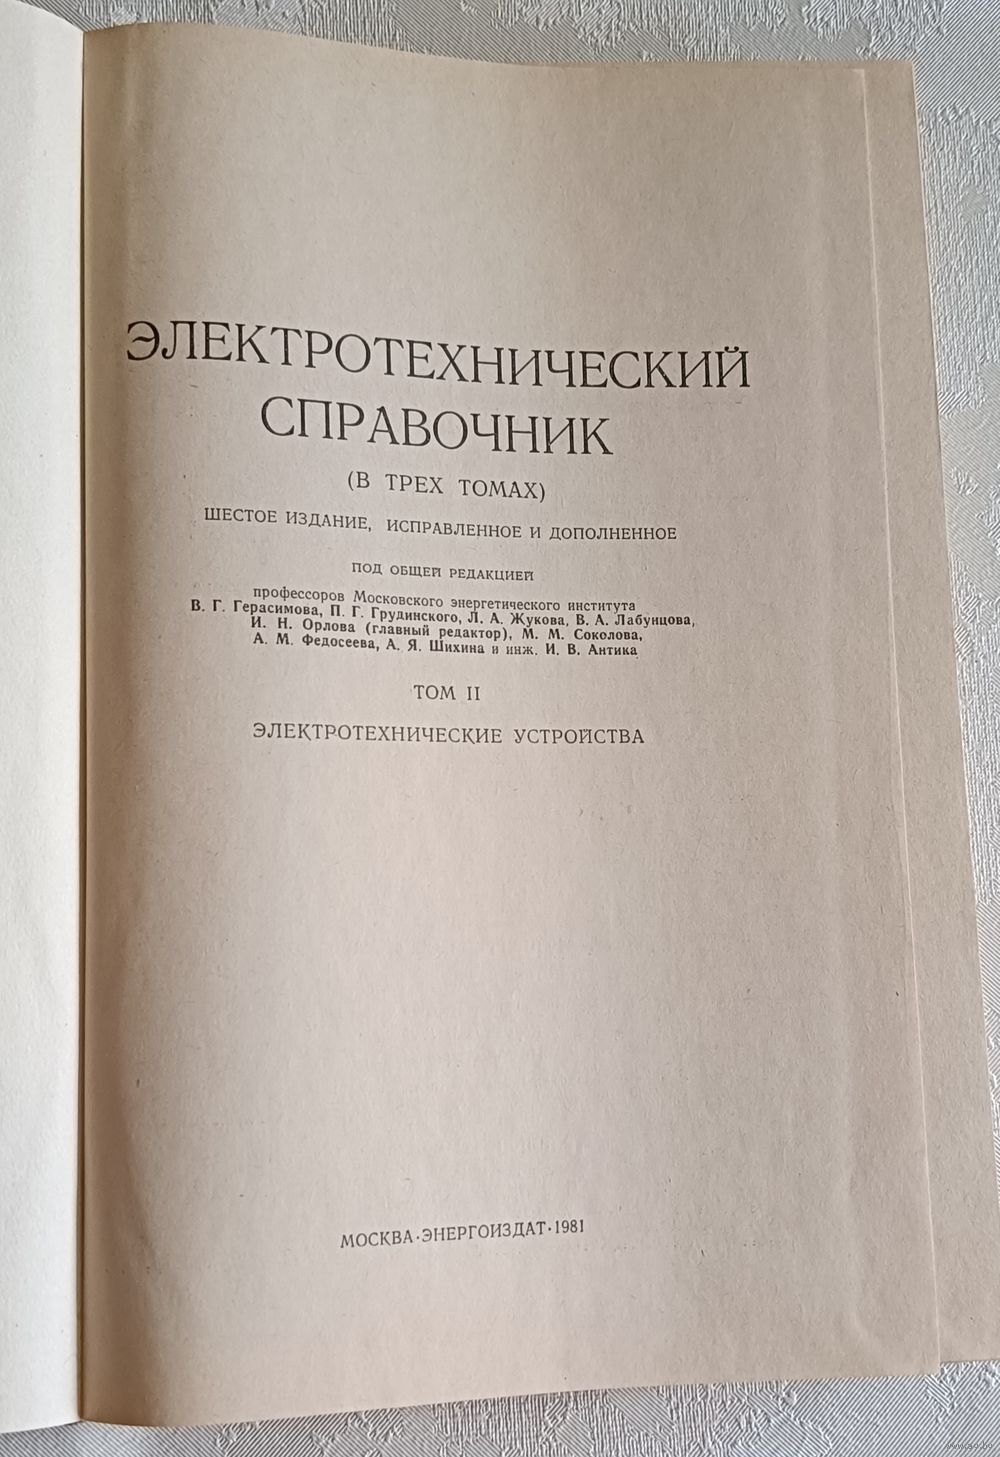 ЭЛЕКТРОТЕХНИЧЕСКИЙ
СПРАВОЧНИК
(В ТРЕХ ТОМАХ)
ШЕСТОЕ ИЗДАНИЕ, ИСПРАВЛЕННОЕ И ДОПОЛНЕННОЕ
ПОД ОБЩЕЙ РЕДАКЦИЕЙ
профессоров Московского энергетического института
В. Г. Герасимова, П. Г. Грудинского, Л. А. Жукова, В. А. Лабунцова,
И. Н. Орлова (главный редактор), М. М. Соколова,
А. М. Федосеева, А. Я. Шихина и инж. И. В. Антика
ТОМ II
ЭЛЕКТРОТЕХНИЧЕСКИЕ УСТРОЙСТВА
МОСКВА·ЭНЕРГОИЗДАТ·1981